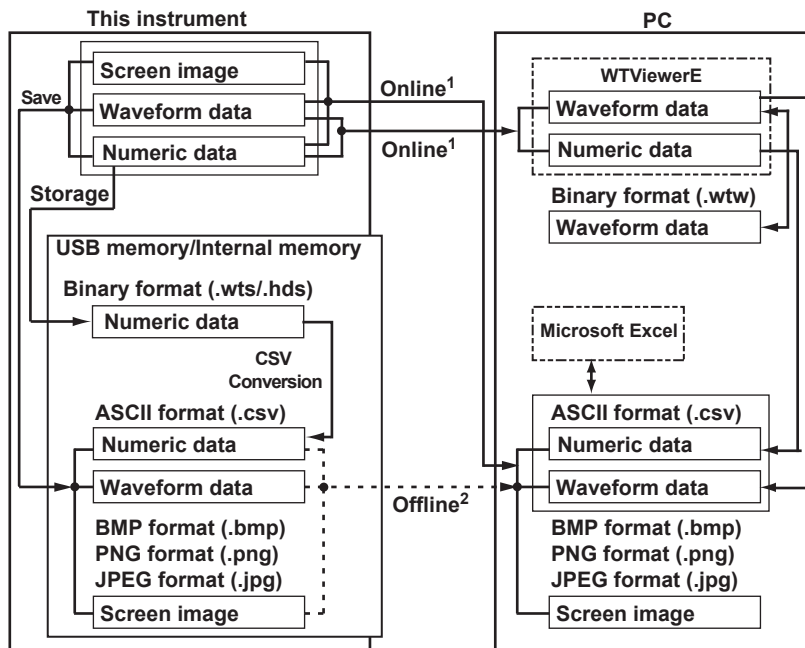 This instrument
Screen image
Save
Waveform data
Numeric data
Storage
USB memory/Internal memory
Binary format (.wts/.hds)
Numeric data
CSV
Conversion
ASCII format (.csv)
Numeric data
Waveform data
BMP format (.bmp)
PNG format (.png)
JPEG format (.jpg)
Screen image
Online¹
Online¹
Offline²
PC
WTViewerE
Waveform data
Numeric data
Binary format (.wtw)
Waveform data
Microsoft Excel
ASCII format (.csv)
Numeric data
Waveform data
BMP format (.bmp)
PNG format (.png)
JPEG format (.jpg)
Screen image